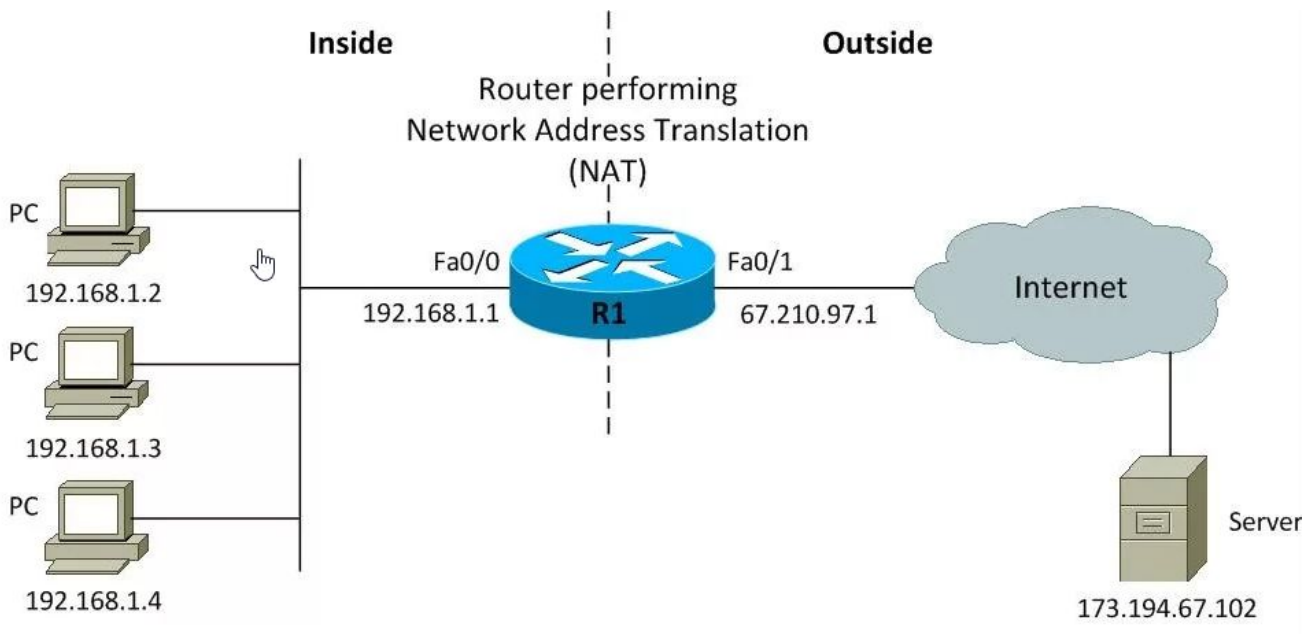 Inside
Outside
Router performing
Network Address Translation
(NAT)
PC
192.168.1.2
PC
192.168.1.3
PC
192.168.1.4
Fa0/0
192.168.1.1
R1
Fa0/1
67.210.97.1
Internet
Server
173.194.67.102